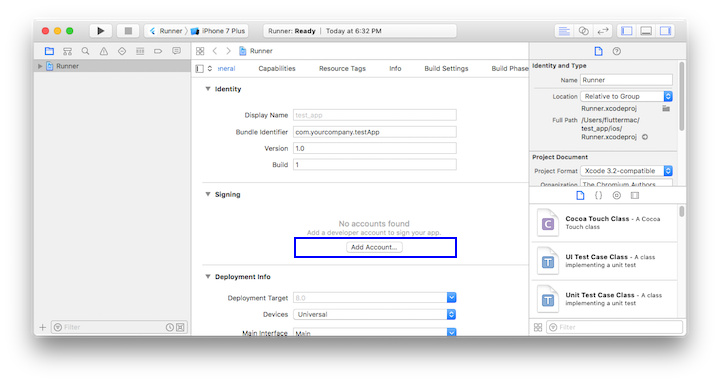 Runner
iPhone 7 Plus
Runner: Ready | Today at 6:32 PM
Runner
Runner
neral
Capabilities
Resource Tags
Info
Build Settings
Build Phase
Identity
Display Name
test_app
Bundle Identifier
com.yourcompany.testApp
Version
1.0
Build
1
Signing
No accounts found
Add a developer account to sign your app.
Add Account...
Deployment Info
Deployment Target
8.0
Devices
Universal
Main Interface
Main
Filter
Identity and Type
Name
Runner
Location
Relative to Group
Runner.xcodeproj
Full Path
/Users/fluttermac/
test_app/ios/
Runner.xcodeproj
Project Document
Project Format
Xcode 3.2-compatible
Organization
The Chromium Authors
Cocoa Touch Class - A Cocoa
Touch class
UI Test Case Class - A class
implementing a unit test
Unit Test Case Class - A class
implementing a unit test
Filter